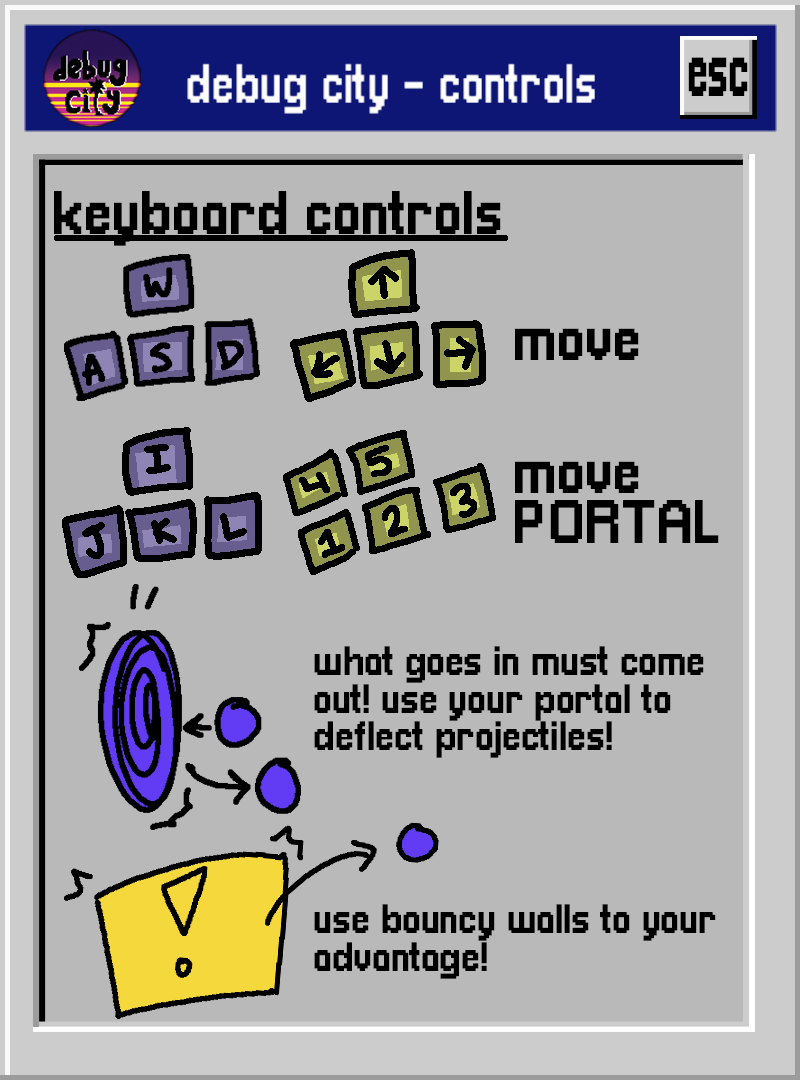 debug
city
debug city - controls
esc
keyboard controls
W
A S D
↑
← ↓ →
move
I
J K L
4 5
1 2 3
move
PORTAL
what goes in must come
out! use your portal to
deflect projectiles!
!
use bouncy walls to your
advantage!